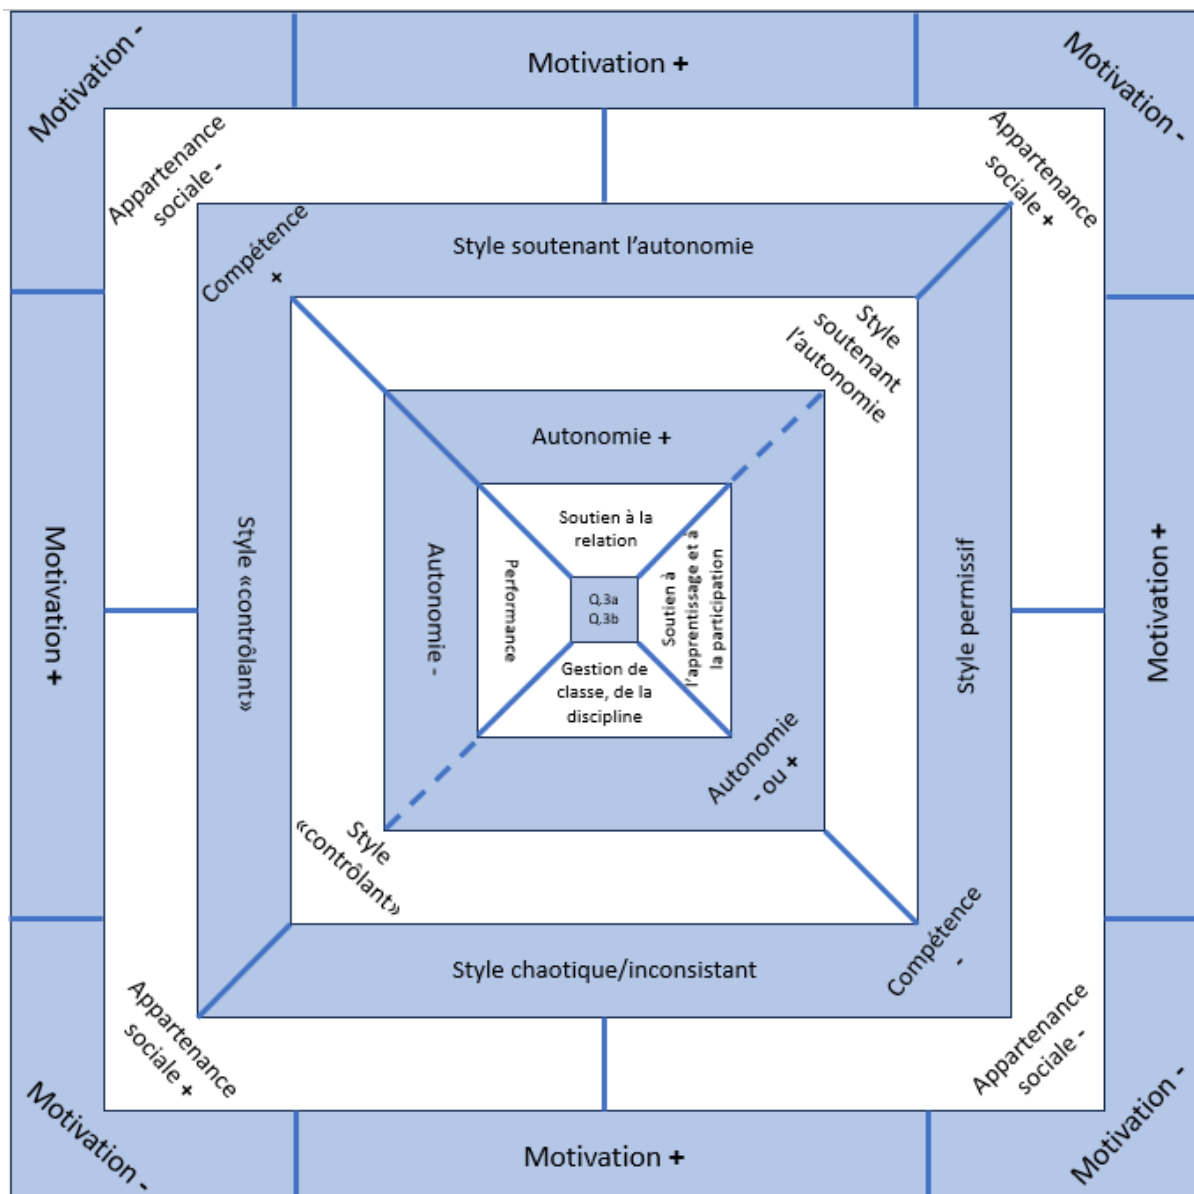 Motivation -
Motivation +
Motivation -
Appartenance
sociale -
Appartenance
sociale +
Compétence
+
Style soutenant l’autonomie
Style
soutenant
l’autonomie
Autonomie +
Soutien à la
relation
Motivation +
Style «contrôlant»
Autonomie -
Performance
Q,3a
Q,3b
Soutien à
l’apprentissage et à
la participation
Style permissif
Motivation +
Gestion de
classe, de la
discipline
Autonomie
- ou +
Style
«contrôlant»
Compétence
-
Style chaotique/inconsistant
Appartenance
sociale +
Appartenance
sociale -
Motivation -
Motivation +
Motivation -